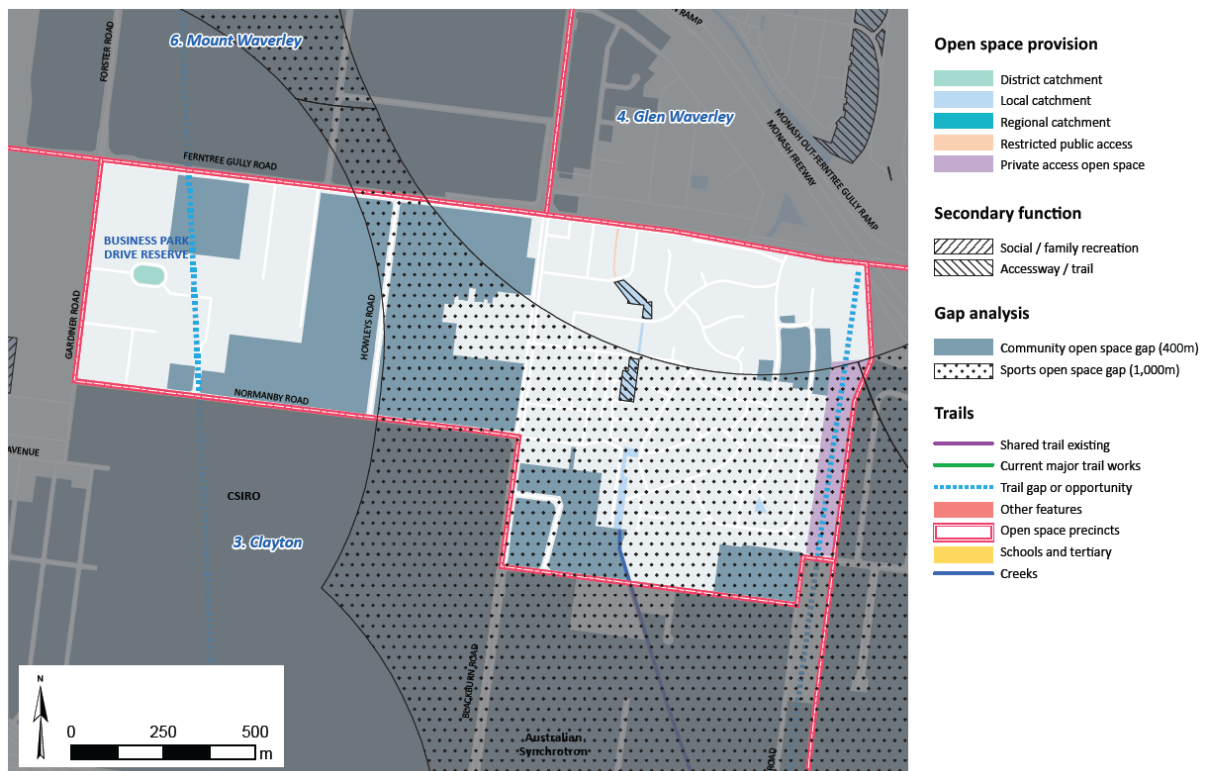 FORSTER ROAD
6. Mount Waverley
N RAMP
4. Glen Waverley
MONASH OUT-FERNTREE GULLY RAMP
MONASH FREEWAY
FERNTREE GULLY ROAD
BUSINESS PARK
DRIVE RESERVE
GARDINER ROAD
HOWLEYS ROAD
NORMANBY ROAD
AVENUE
CSIRO
3. Clayton
BLACKBURN ROAD
Australian
Synchrotron
ROAD
N
0 250 500
m
Open space provision
District catchment
Local catchment
Regional catchment
Restricted public access
Private access open space
Secondary function
Social / family recreation
Accessway / trail
Gap analysis
Community open space gap (400m)
Sports open space gap (1,000m)
Trails
Shared trail existing
Current major trail works
Trail gap or opportunity
Other features
Open space precincts
Schools and tertiary
Creeks